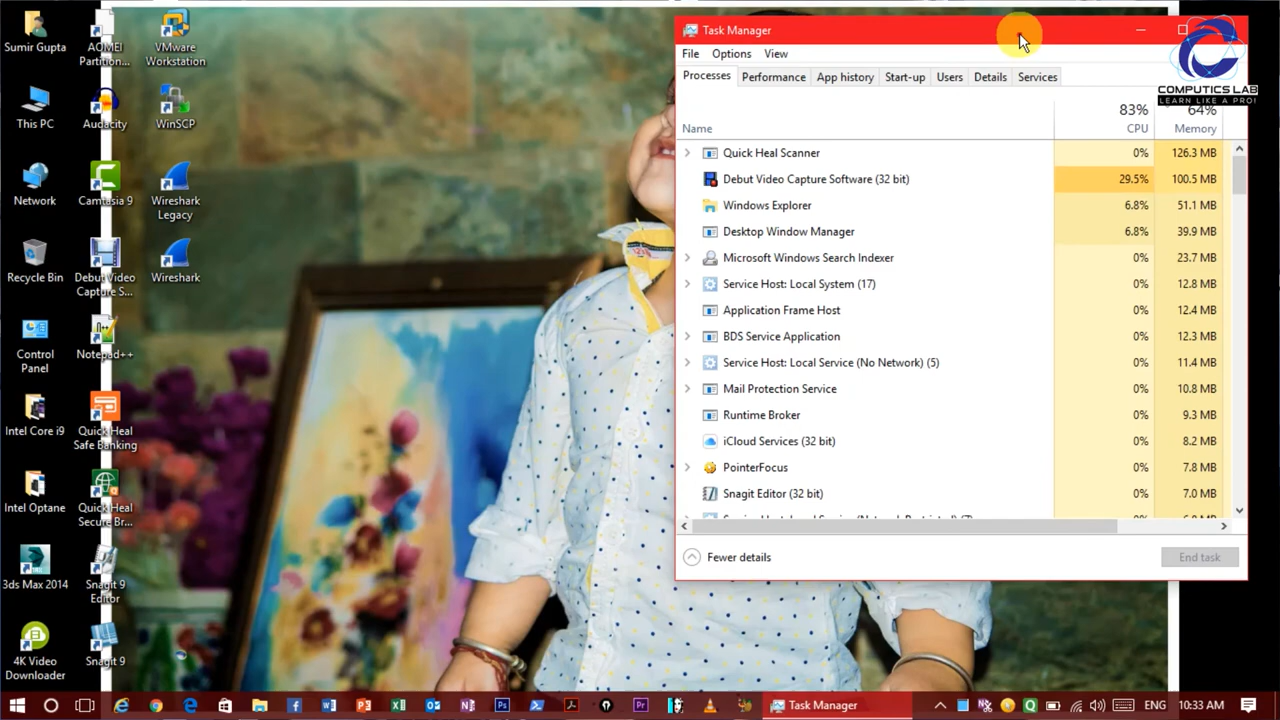 Sumir Gupta
AOMEI
Partition...
VMware
Workstation
This PC
Audacity
WinSCP
Network
Camtasia 9
Wireshark
Legacy
Recycle Bin
Debut Video
Capture S...
Wireshark
Control
Panel
Notepad++
Intel Core i9
Quick Heal
Safe Banking
Intel Optane
Quick Heal
Secure Br...
3ds Max 2014
Snagit 9
Editor
4K Video
Downloader
Snagit 9
Task Manager
COMPUTICS LAB
LEARN LIKE A PRO!
File Options View
Processes Performance App history Start-up Users Details Services
83% 64%
Name CPU Memory
Quick Heal Scanner 0% 126.3 MB
Debut Video Capture Software (32 bit) 29.5% 100.5 MB
Windows Explorer 6.8% 51.1 MB
Desktop Window Manager 6.8% 39.9 MB
Microsoft Windows Search Indexer 0% 23.7 MB
Service Host: Local System (17) 0% 12.8 MB
Application Frame Host 0% 12.4 MB
BDS Service Application 0% 12.3 MB
Service Host: Local Service (No Network) (5) 0% 11.4 MB
Mail Protection Service 0% 10.8 MB
Runtime Broker 0% 9.3 MB
iCloud Services (32 bit) 0% 8.2 MB
PointerFocus 0% 7.8 MB
Snagit Editor (32 bit) 0% 7.0 MB
Fewer details End task
Task Manager ENG 10:33 AM